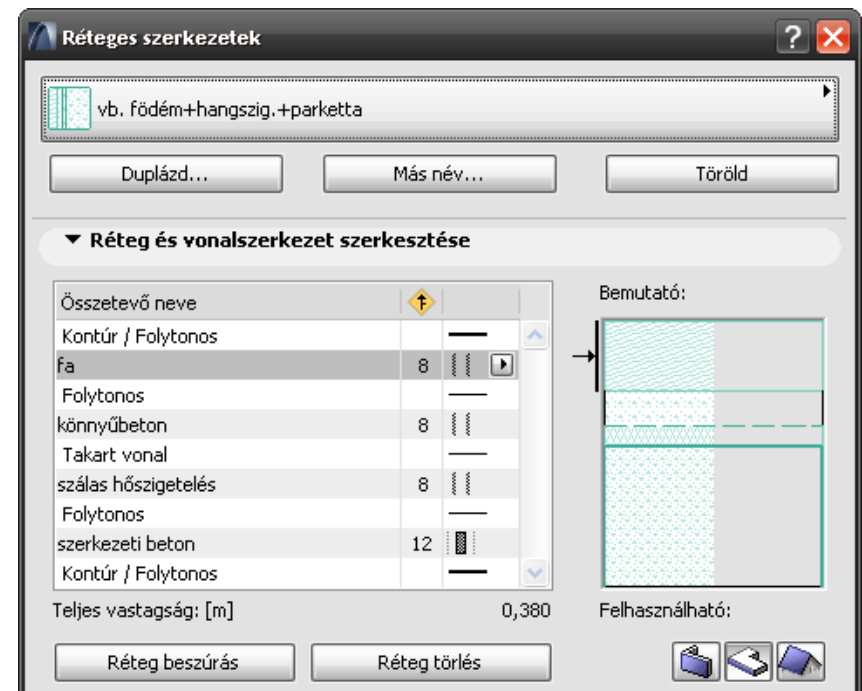 Réteges szerkezetek
?
vb. födém+hangszig.+parketta
Duplázd... Más név... Töröld
Réteg és vonalszerkezet szerkesztése
Összetevő neve
Bemutató:
Kontúr / Folytonos
fa 8
Folytonos
könnyűbeton 8
Takart vonal
szálas hőszigetelés 8
Folytonos
szerkezeti beton 12
Kontúr / Folytonos
Teljes vastagság: [m] 0,380
Felhasználható:
Réteg beszúrás Réteg törlés